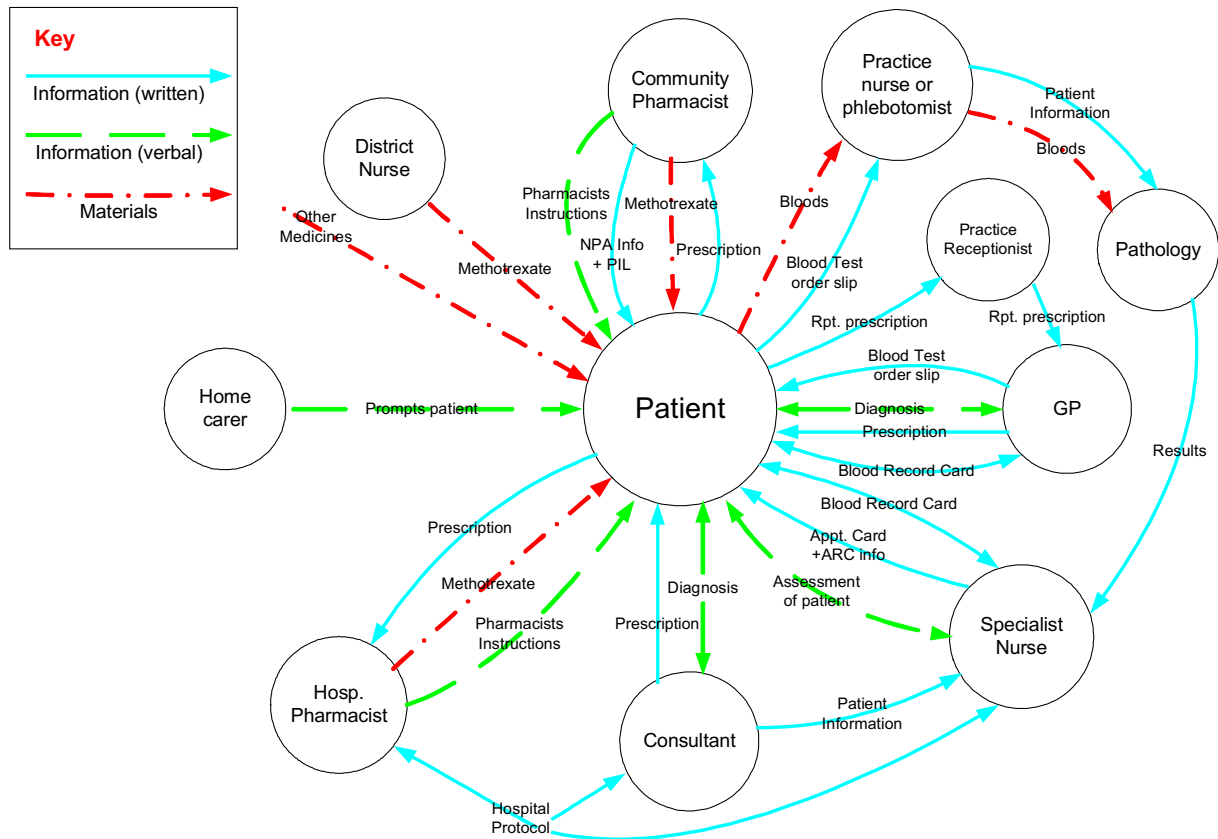 Key
Information (written)
Information (verbal)
Materials
Community
Pharmacist
Practice
nurse or
phlebotomist
Patient
Information
Bloods
District
Nurse
Other
Medicines
Pharmacists
Instructions
Methotrexate
NPA Info
+ PIL
Prescription
Methotrexate
Bloods
Blood Test
order slip
Practice
Receptionist
Pathology
Rpt. prescription
Rpt. prescription
Home
carer
Prompts patient
Patient
Blood Test
order slip
Diagnosis
Prescription
GP
Blood Record Card
Results
Blood Record Card
Appt. Card
+ARC info
Assessment
of patient
Prescription
Methotrexate
Pharmacists
Instructions
Diagnosis
Prescription
Specialist
Nurse
Hosp.
Pharmacist
Consultant
Patient
Information
Hospital
Protocol